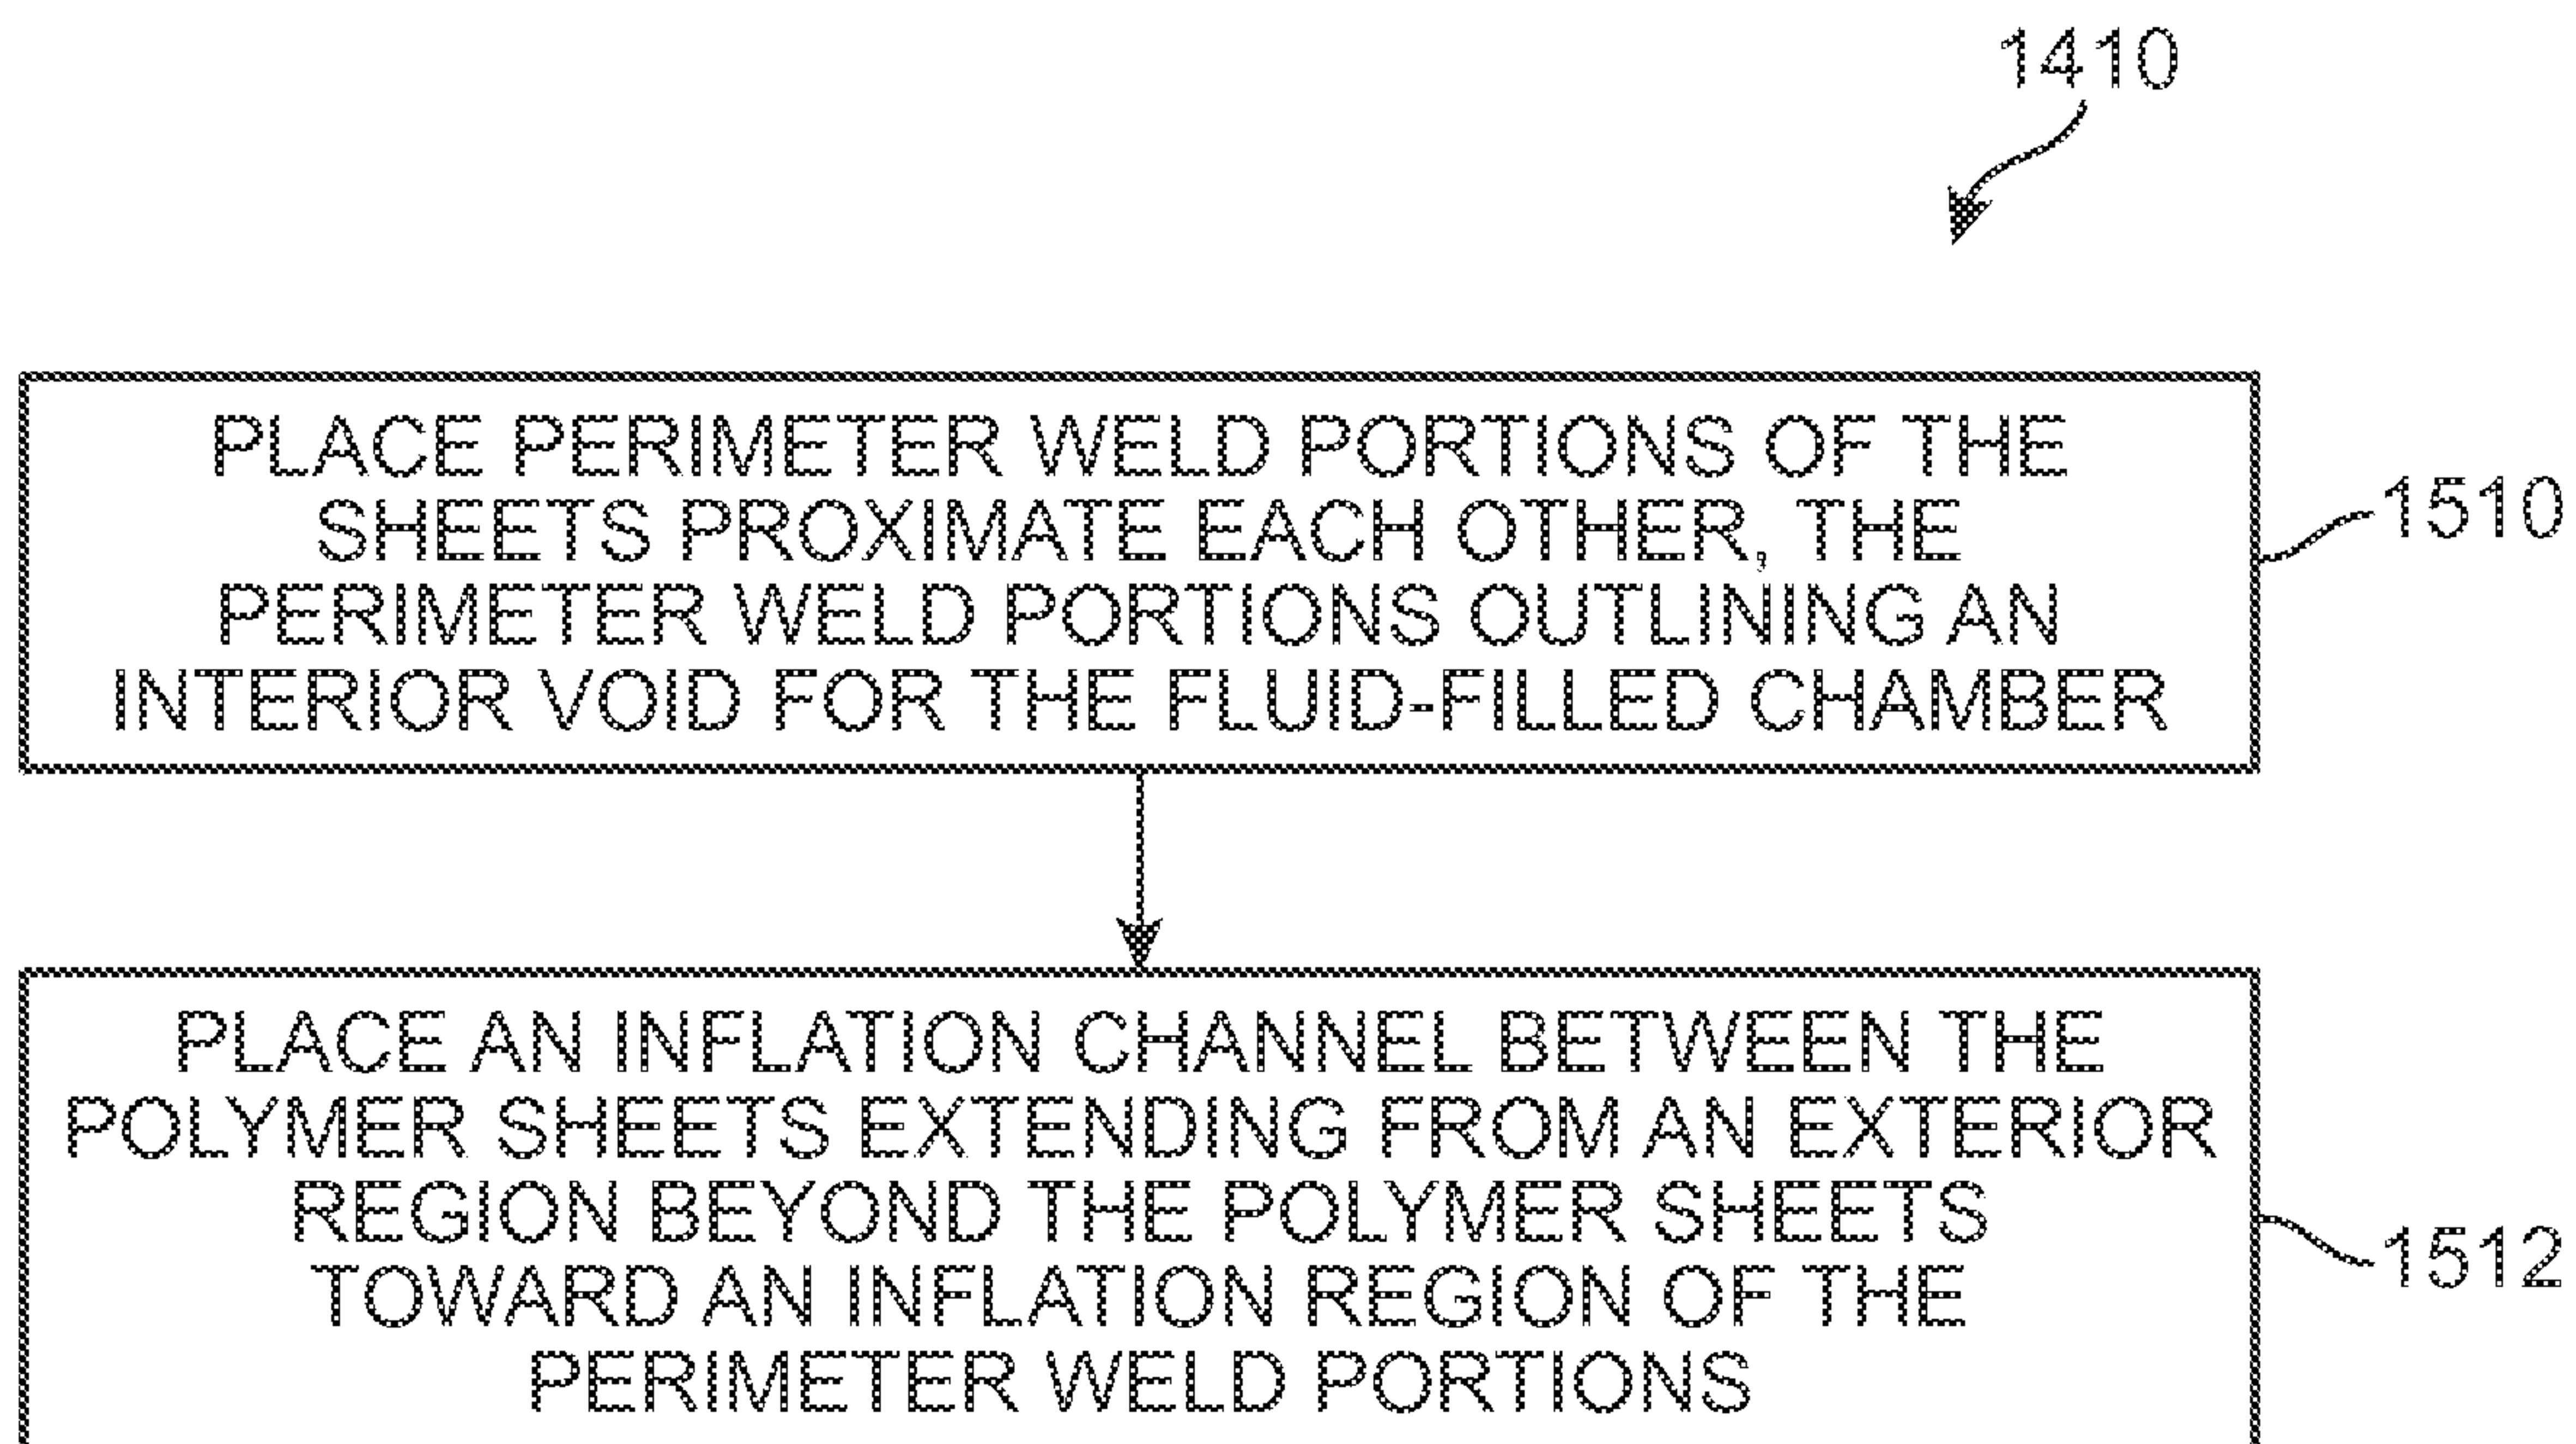 1410
PLACE PERIMETER WELD PORTIONS OF THE
SHEETS PROXIMATE EACH OTHER, THE
PERIMETER WELD PORTIONS OUTLINING AN
INTERIOR VOID FOR THE FLUID-FILLED CHAMBER
1510
PLACE AN INFLATION CHANNEL BETWEEN THE
POLYMER SHEETS EXTENDING FROM AN EXTERIOR
REGION BEYOND THE POLYMER SHEETS
TOWARD AN INFLATION REGION OF THE
PERIMETER WELD PORTIONS
1512